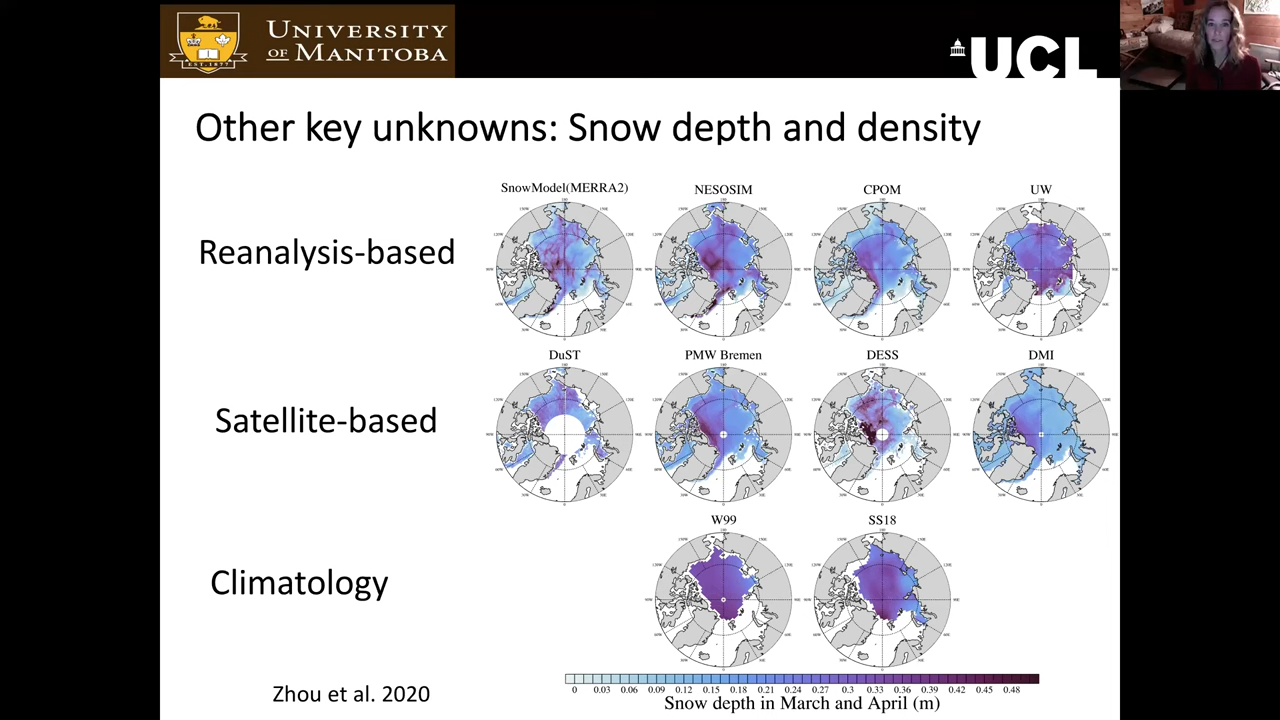 UNIVERSITY
OF MANITOBA
EST. 1877
UCL
Other key unknowns: Snow depth and density
Reanalysis-based
SnowModel(MERRA2)
NESOSIM
CPOM
UW
Satellite-based
DuST
PMW Bremen
DESS
DMI
Climatology
W99
SS18
0 0.03 0.06 0.09 0.12 0.15 0.18 0.21 0.24 0.27 0.3 0.33 0.36 0.39 0.42 0.45 0.48
Snow depth in March and April (m)
Zhou et al. 2020